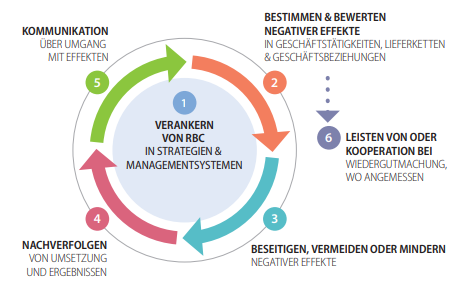 1
VERANKERN
VON RBC
IN STRATEGIEN &
MANAGEMENTSYSTEMEN
2
BESTIMMEN & BEWERTEN
NEGATIVER EFFEKTE
IN GESCHÄFTSTÄTIGKEITEN, LIEFERKETTEN
& GESCHÄFTSBEZIEHUNGEN
3
BESEITIGEN, VERMEIDEN ODER MINDERN
NEGATIVER EFFEKTE
4
NACHVERFOLGEN
VON UMSETZUNG
UND ERGEBNISSEN
5
KOMMUNIKATION
ÜBER UMGANG
MIT EFFEKTEN
6
LEISTEN VON ODER
KOOPERATION BEI
WIEDERGUTMACHUNG,
WO ANGEMESSEN